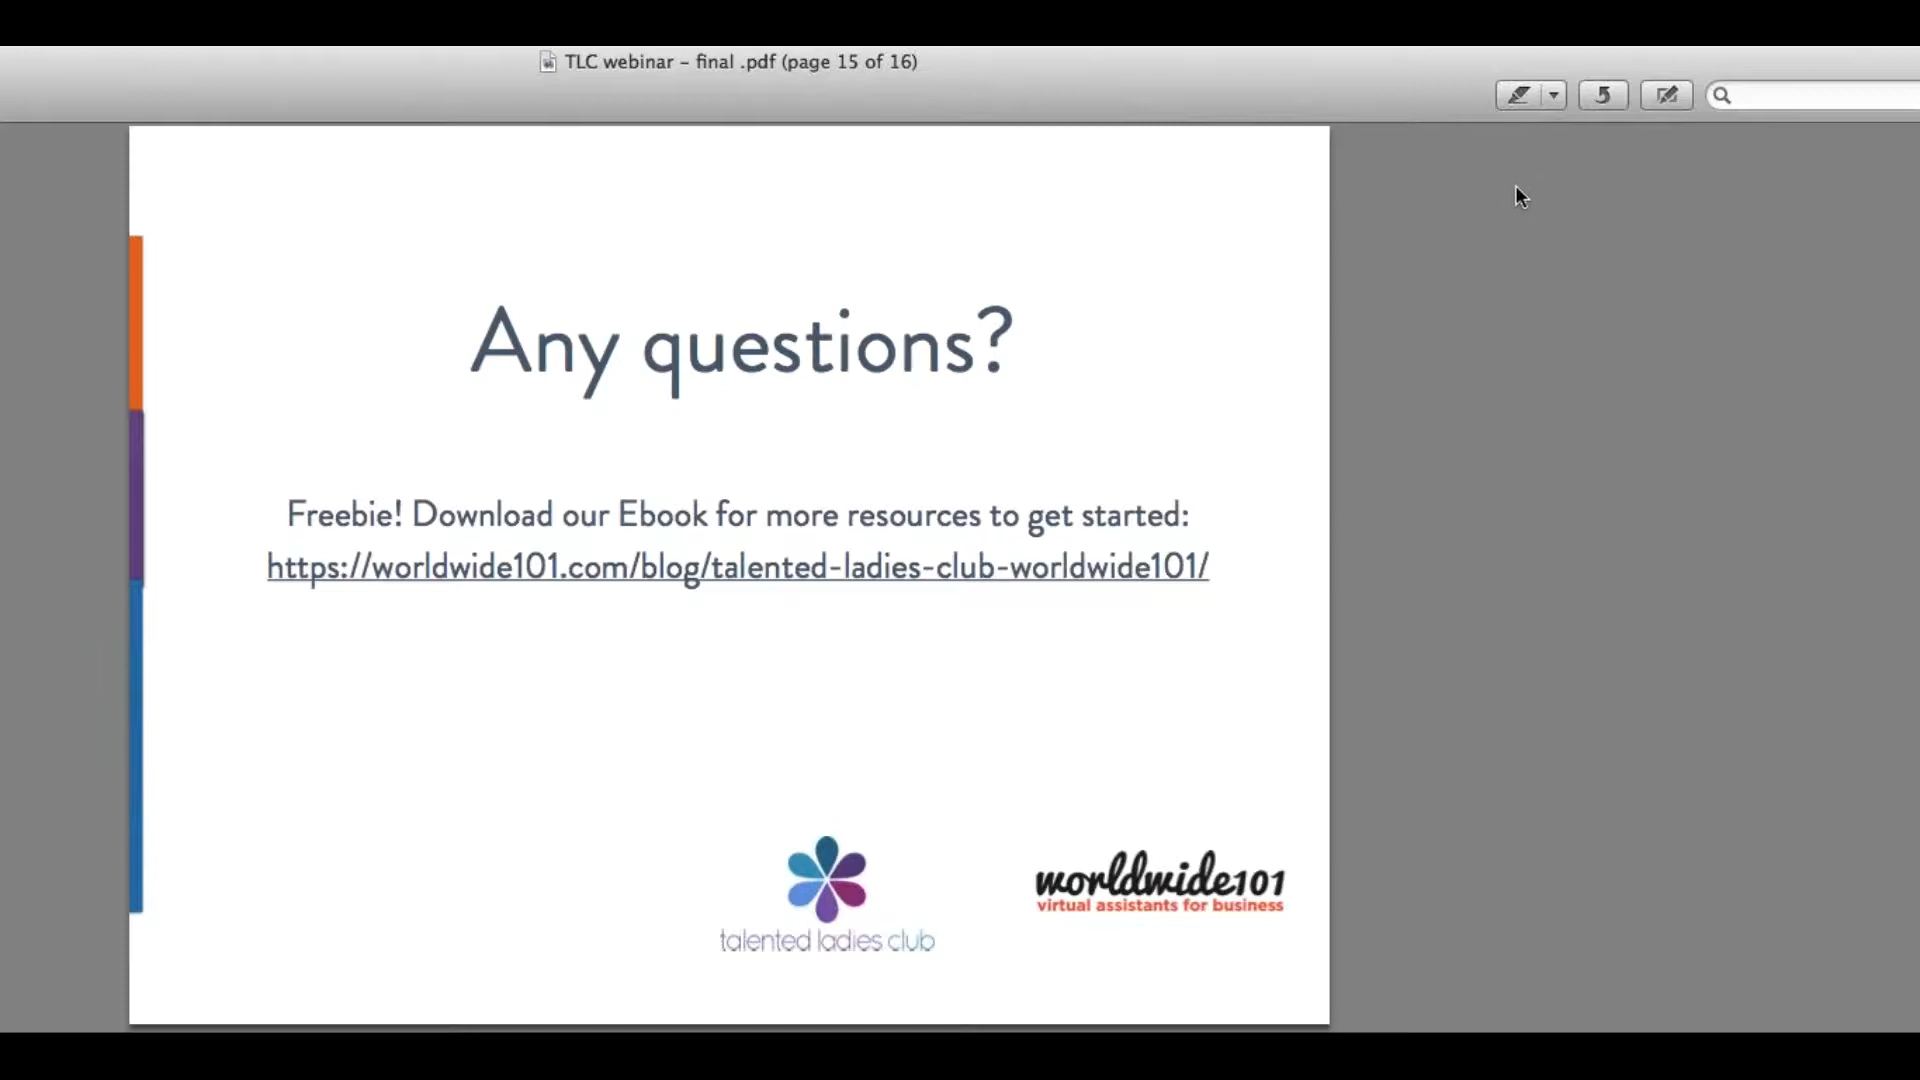 TLC webinar – final .pdf (page 15 of 16)
Any questions?
Freebie! Download our Ebook for more resources to get started:
https://worldwide101.com/blog/talented-ladies-club-worldwide101/
talented ladies club
worldwide101
virtual assistants for business